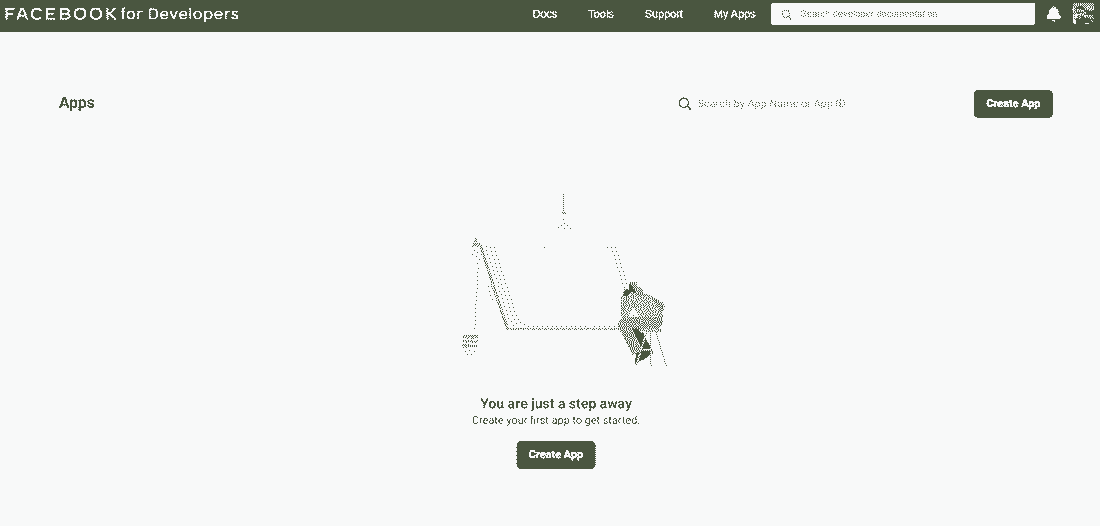 FACEBOOK for Developers
Docs Tools Support My Apps Search developer documentation
Apps Search by App Name or App ID Create App
You are just a step away
Create your first app to get started.
Create App